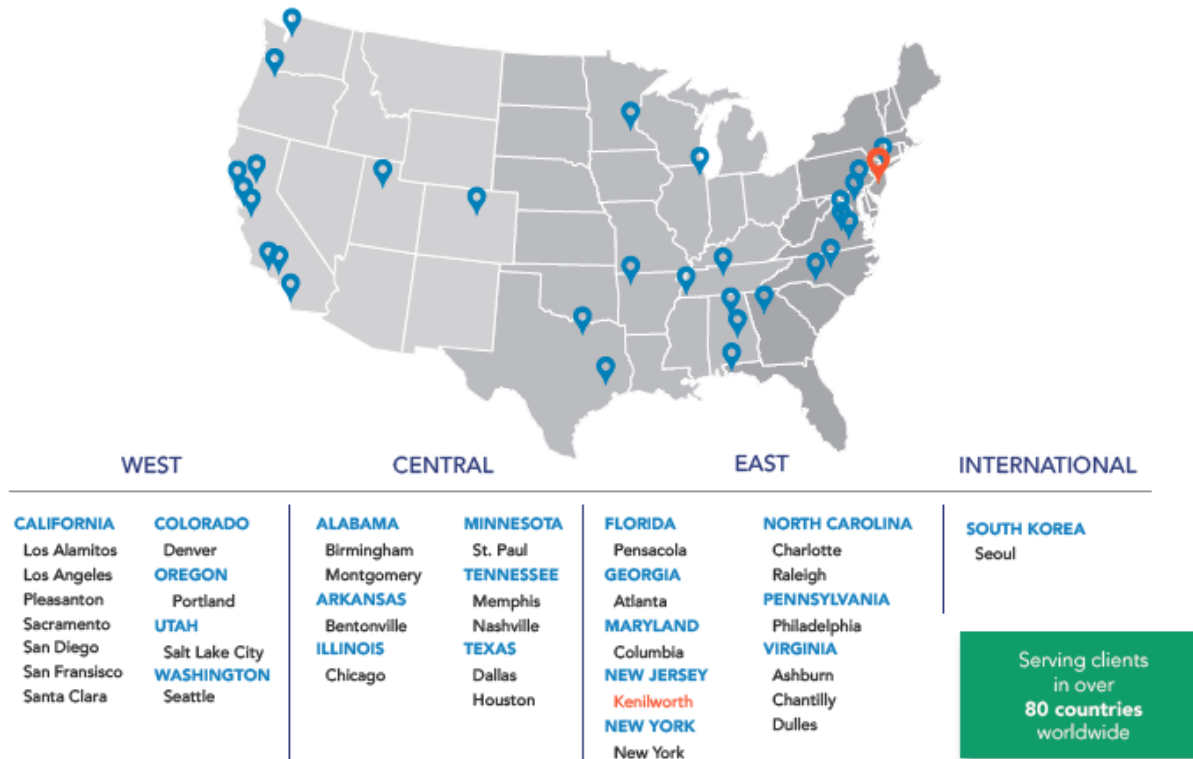 WEST
CENTRAL
EAST
INTERNATIONAL
CALIFORNIA
Los Alamitos
Los Angeles
Pleasanton
Sacramento
San Diego
San Fransisco
Santa Clara
COLORADO
Denver
OREGON
Portland
UTAH
Salt Lake City
WASHINGTON
Seattle
ALABAMA
Birmingham
Montgomery
ARKANSAS
Bentonville
ILLINOIS
Chicago
MINNESOTA
St. Paul
TENNESSEE
Memphis
Nashville
TEXAS
Dallas
Houston
FLORIDA
Pensacola
GEORGIA
Atlanta
MARYLAND
Columbia
NEW JERSEY
Kenilworth
NEW YORK
New York
NORTH CAROLINA
Charlotte
Raleigh
PENNSYLVANIA
Philadelphia
VIRGINIA
Ashburn
Chantilly
Dulles
SOUTH KOREA
Seoul
Serving clients
in over
80 countries
worldwide